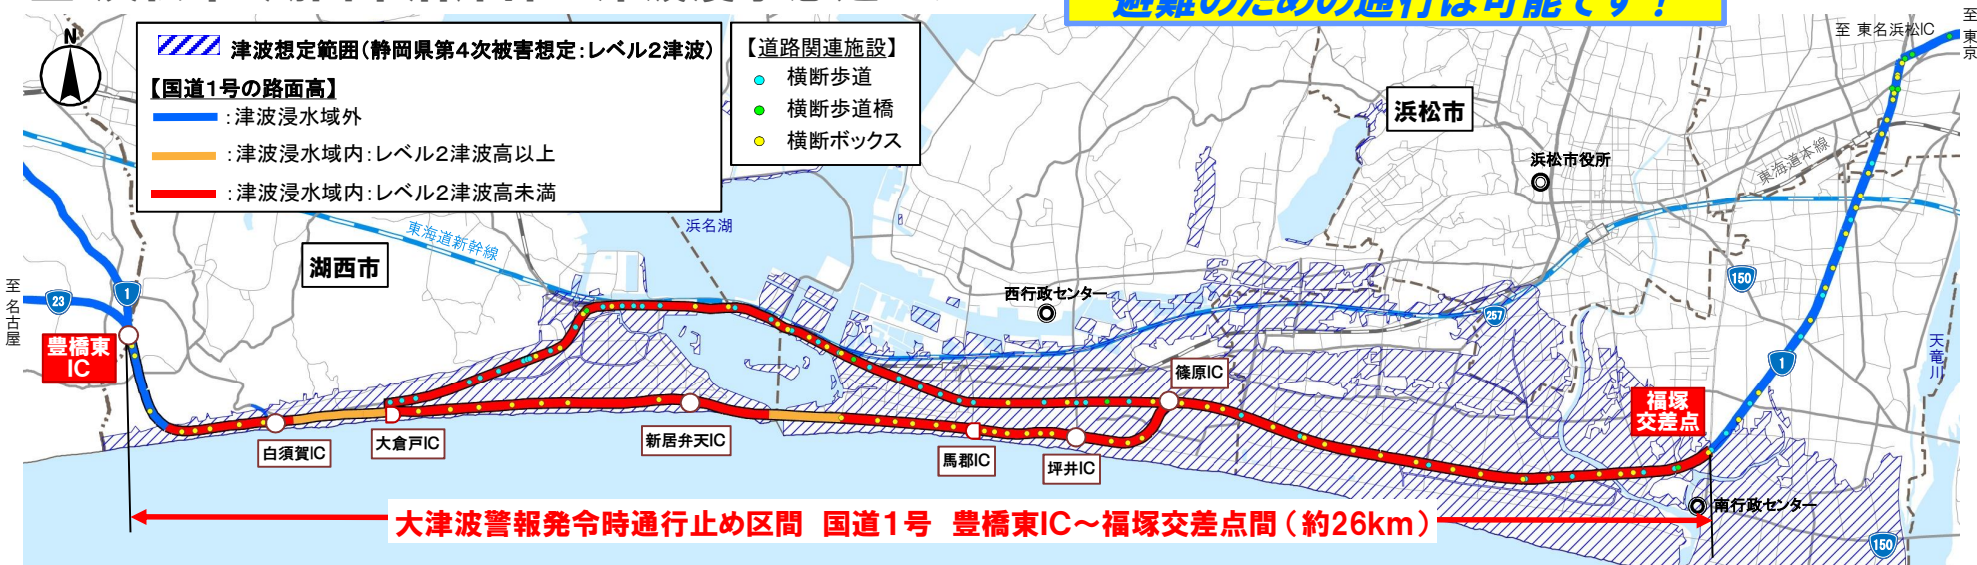 避難のための通行は可能です！
N
津波想定範囲（静岡県第４次被害想定：レベル２津波）
【国道１号の路面高】
：津波浸水域外
：津波浸水域内：レベル２津波高以上
：津波浸水域内：レベル２津波高未満
【道路関連施設】
横断歩道
横断歩道橋
横断ボックス
至 東名浜松IC
至 東京
浜松市
浜松市役所
東海道本線
浜名湖
東海道新幹線
湖西市
西行政センター
至 名古屋
23
1
150
257
1
天竜川
豊橋東
IC
篠原IC
福塚
交差点
白須賀IC
大倉戸IC
新居弁天IC
馬郡IC
坪井IC
南行政センター
大津波警報発令時通行止め区間　国道１号　豊橋東IC～福塚交差点間（約26km）
150